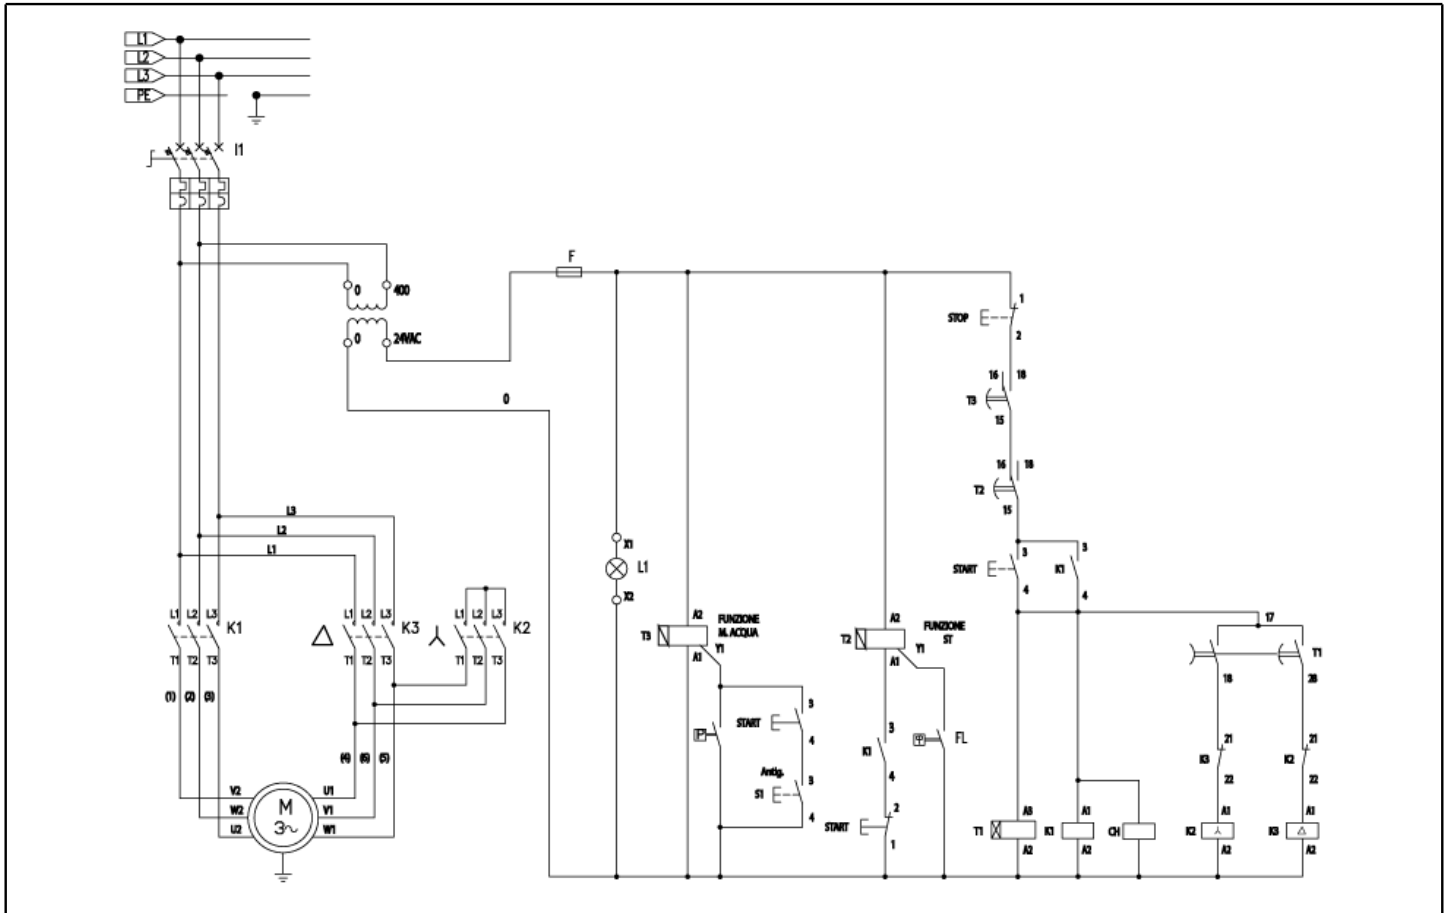 L1
L2
L3
PE
I1
0 400
0 24VAC
F
0
STOP
1
2
16 18
T3
15
16 18
T2
15
START
3
4
K1
3
4
L3
L2
L1
L1 L2 L3 K1
T1 T2 T3
(1) (2) (3)
△ L1 L2 L3 K3
T1 T2 T3
(4) (6) (5)
L1 L2 L3 K2
T1 T2 T3
V2
W2
U2
M
3~
U1
V1
W1
X1
L1
X2
A2
T3
A1
FUNZIONE
M. ACQUA
Y1
P
START
3
4
Antig.
S1
3
4
A2
T2
A1
FUNZIONE
ST
Y1
K1
3
4
FL
START
2
1
17
T1
18 28
21
K3
22
21
K2
22
T1
A3
A2
K1
A1
A2
CH
K2
A1
A2
K3
A1
△
A2